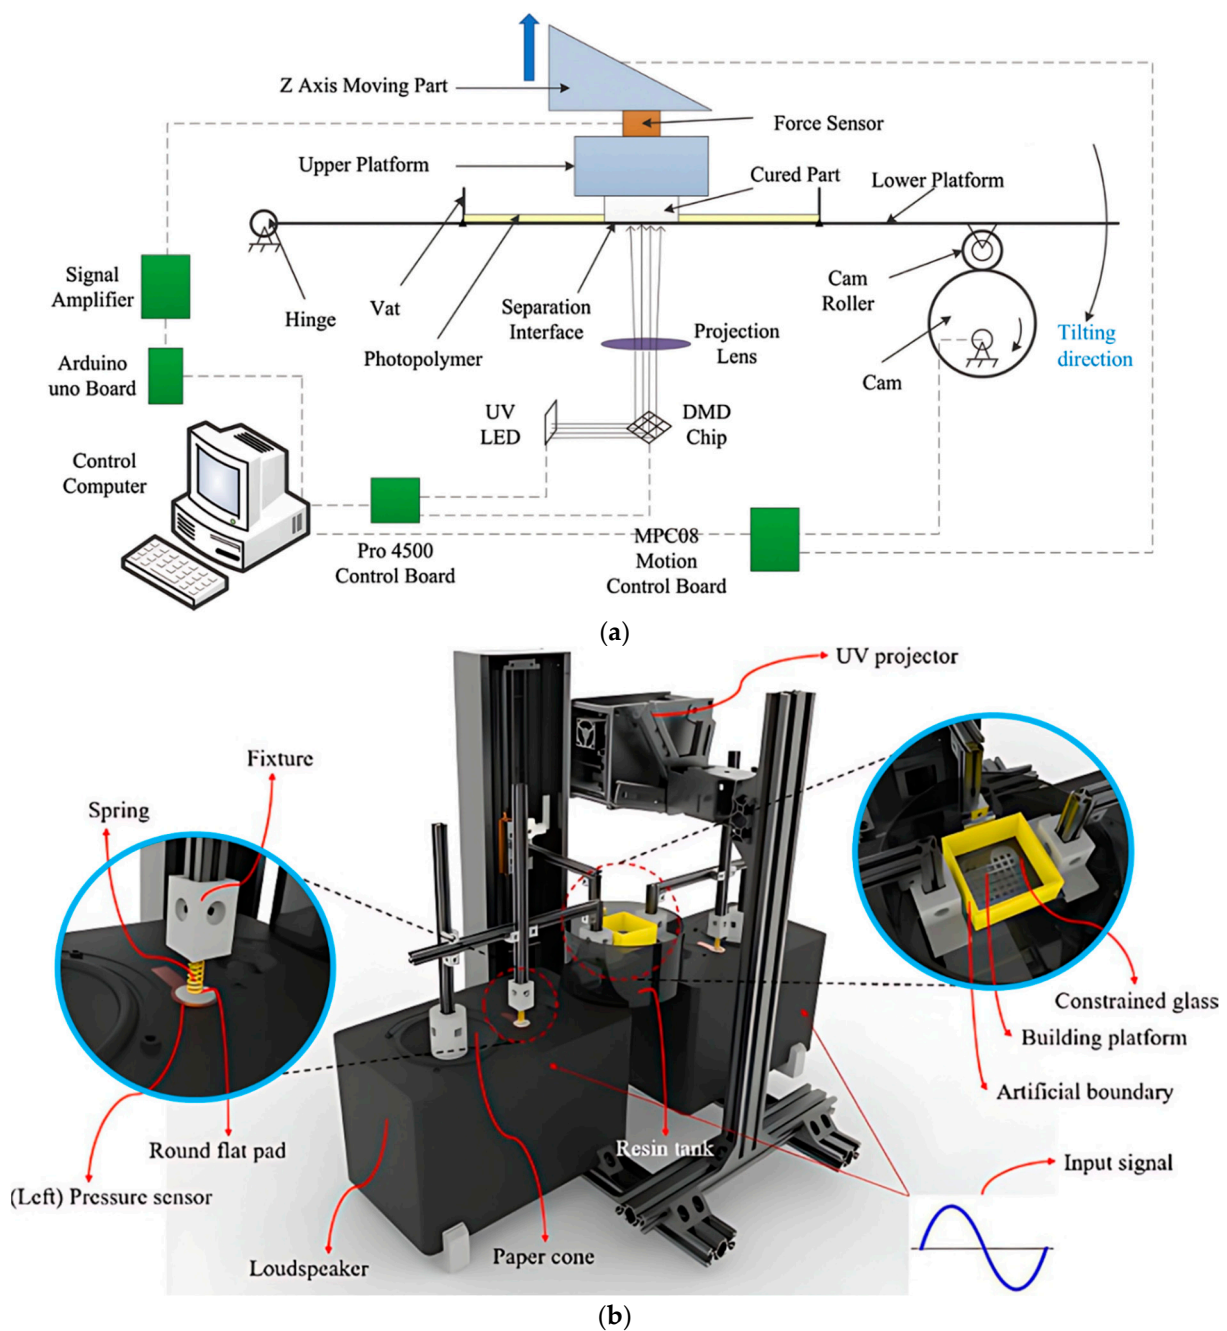 Z Axis Moving Part
Force Sensor
Upper Platform
Cured Part
Lower Platform
Signal
Amplifier
Hinge
Vat
Separation
Interface
Projection
Lens
Cam
Roller
Tilting
direction
Photopolymer
Arduino
uno Board
Cam
UV
LED
DMD
Chip
Control
Computer
Pro 4500
Control Board
MPC08
Motion
Control Board
(a)
UV projector
Fixture
Spring
Constrained glass
Building platform
Artificial boundary
Round flat pad
Resin tank
Input signal
(Left) Pressure sensor
Paper cone
Loudspeaker
(b)